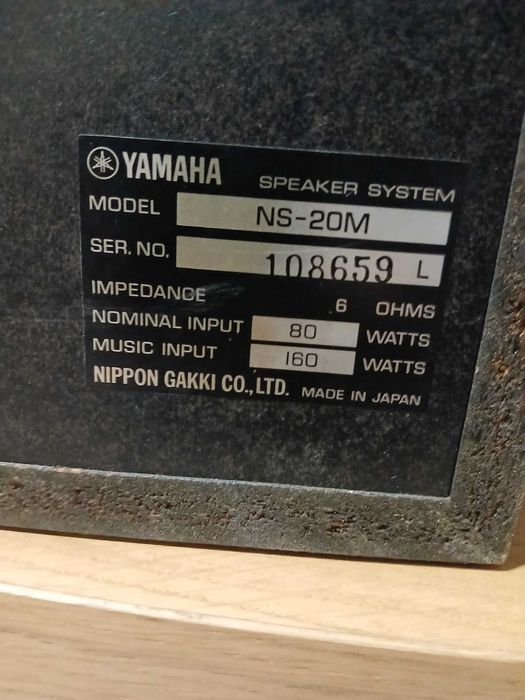 YAMAHA SPEAKER SYSTEM
MODEL NS-20M
SER. NO. 108659 L
IMPEDANCE 6 OHMS
NOMINAL INPUT 80 WATTS
MUSIC INPUT 160 WATTS
NIPPON GAKKI CO., LTD. MADE IN JAPAN